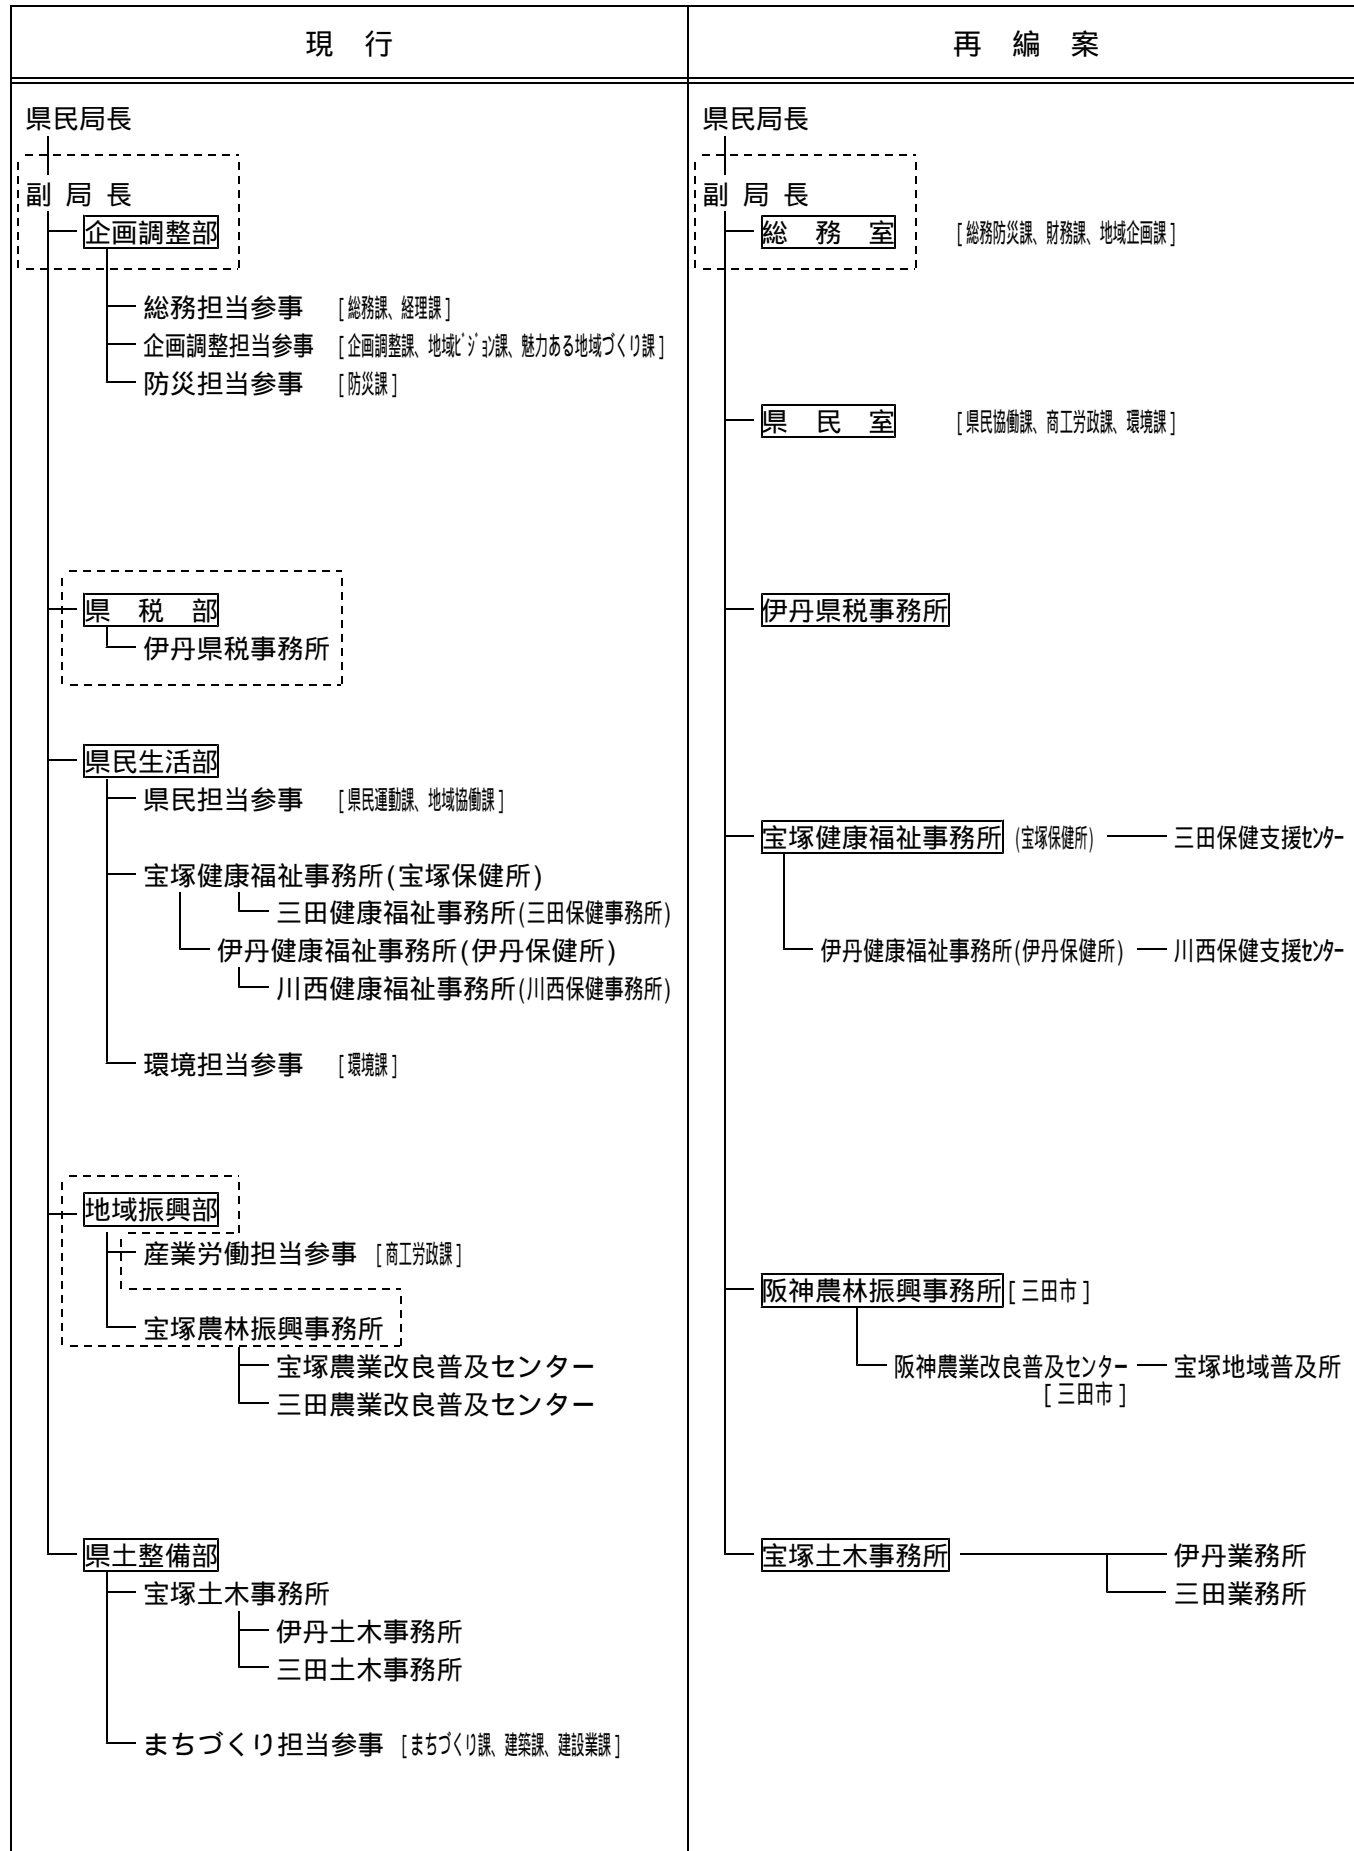 現 行
県民局長
副 局 長
企画調整部
総務担当参事 [総務課、経理課]
企画調整担当参事 [企画調整課、地域ﾋﾞｼﾞｮﾝ課、魅力ある地域づくり課]
防災担当参事 [防災課]
県 税 部
伊丹県税事務所
県民生活部
県民担当参事 [県民運動課、地域協働課]
宝塚健康福祉事務所(宝塚保健所)
三田健康福祉事務所(三田保健事務所)
伊丹健康福祉事務所(伊丹保健所)
川西健康福祉事務所(川西保健事務所)
環境担当参事 [環境課]
地域振興部
産業労働担当参事 [商工労政課]
宝塚農林振興事務所
宝塚農業改良普及センター
三田農業改良普及センター
県土整備部
宝塚土木事務所
伊丹土木事務所
三田土木事務所
まちづくり担当参事 [まちづくり課、建築課、建設業課]
再 編 案
県民局長
副 局 長
総 務 室 [総務防災課、財務課、地域企画課]
県 民 室 [県民協働課、商工労政課、環境課]
伊丹県税事務所
宝塚健康福祉事務所 (宝塚保健所) 三田保健支援ｾﾝﾀｰ
伊丹健康福祉事務所(伊丹保健所) 川西保健支援ｾﾝﾀｰ
阪神農林振興事務所 [三田市]
阪神農業改良普及センター 宝塚地域普及所
[三田市]
宝塚土木事務所 伊丹業務所
三田業務所